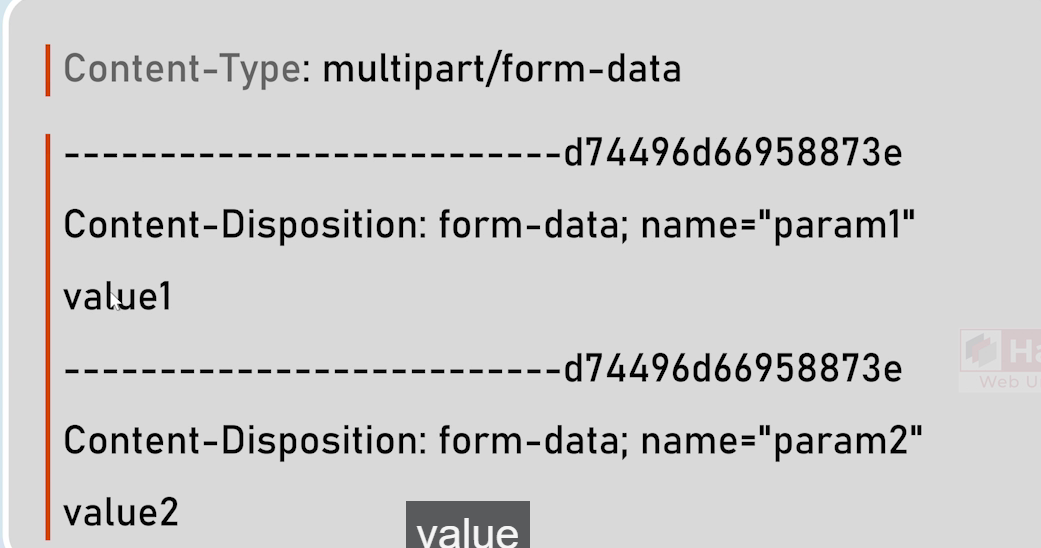 Content-Type: multipart/form-data
--------------------------d74496d66958873e
Content-Disposition: form-data; name="param1"
value1
--------------------------d74496d66958873e
Content-Disposition: form-data; name="param2"
value2
value
Ha
Web U